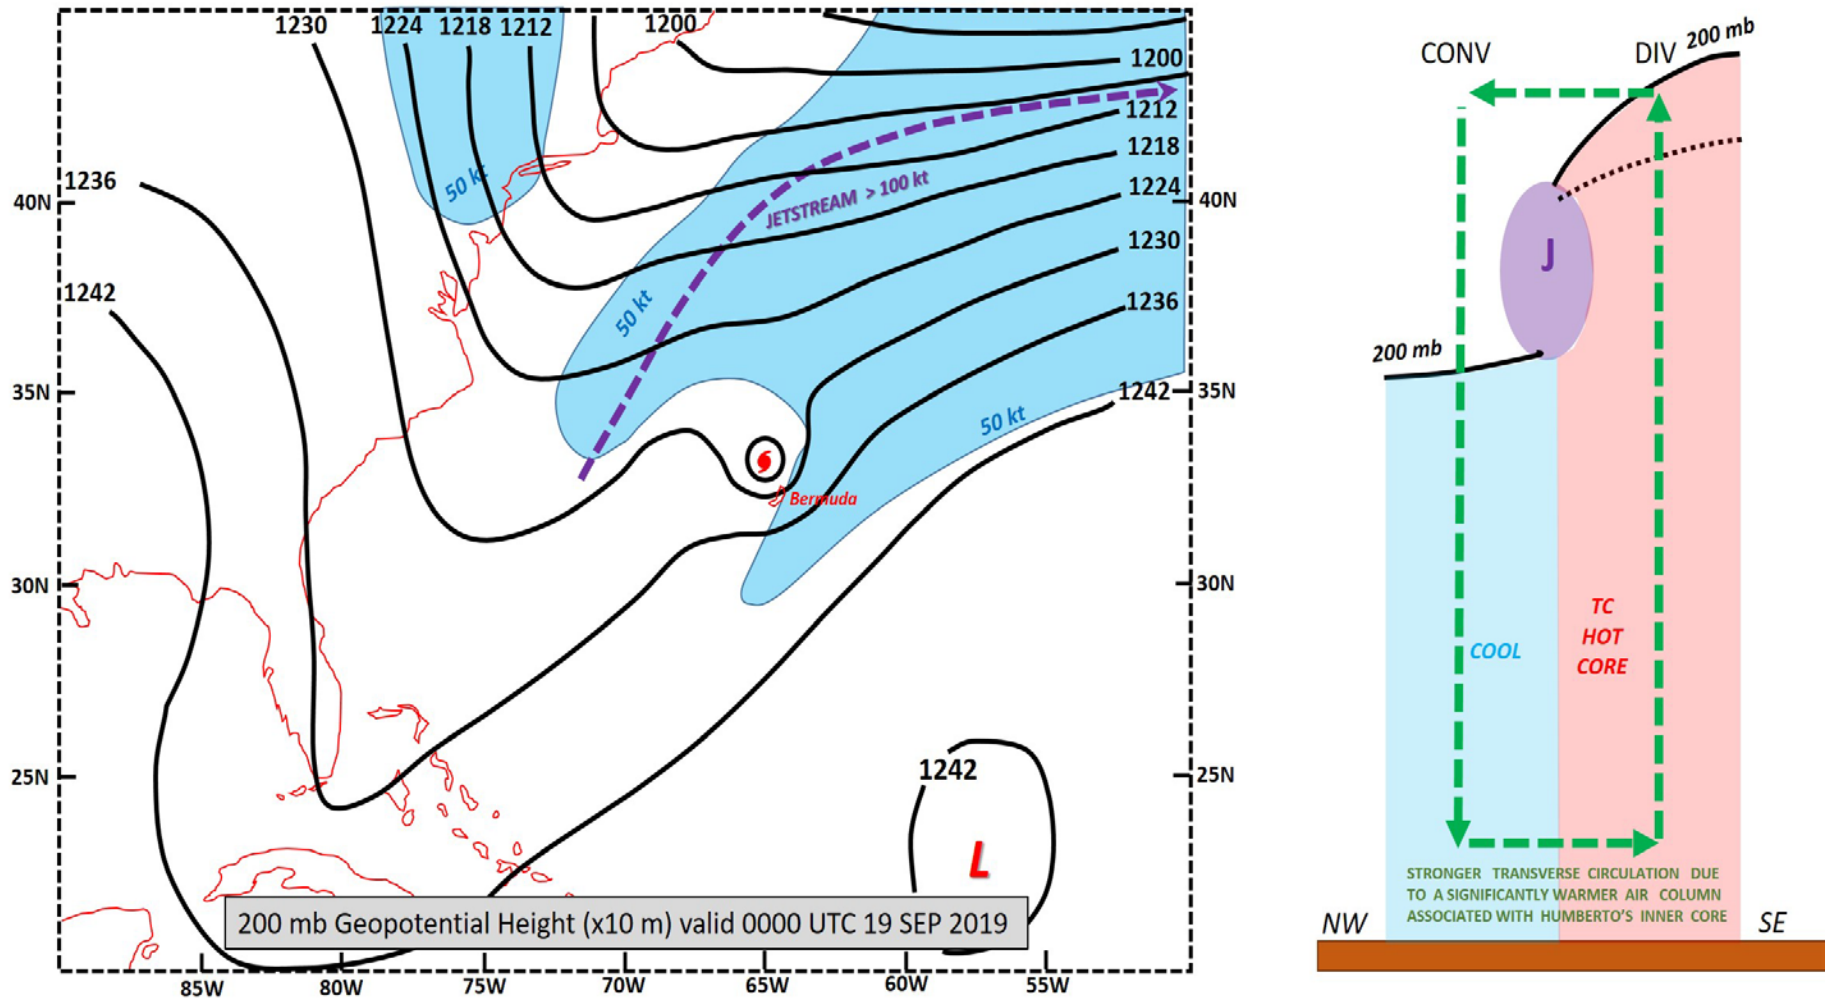 1230
1224
1218
1212
1200
1200
1212
1218
1224
1230
1236
1242
1236
1242
50 kt
JETSTREAM > 100 kt
50 kt
50 kt
Bermuda
1242
L
40N
35N
30N
25N
40N
35N
30N
25N
200 mb Geopotential Height (x10 m) valid 0000 UTC 19 SEP 2019
85W
80W
75W
70W
65W
60W
55W
CONV
DIV
200 mb
J
200 mb
COOL
TC
HOT
CORE
STRONGER TRANSVERSE CIRCULATION DUE
TO A SIGNIFICANTLY WARMER AIR COLUMN
ASSOCIATED WITH HUMBERTO'S INNER CORE
NW
SE